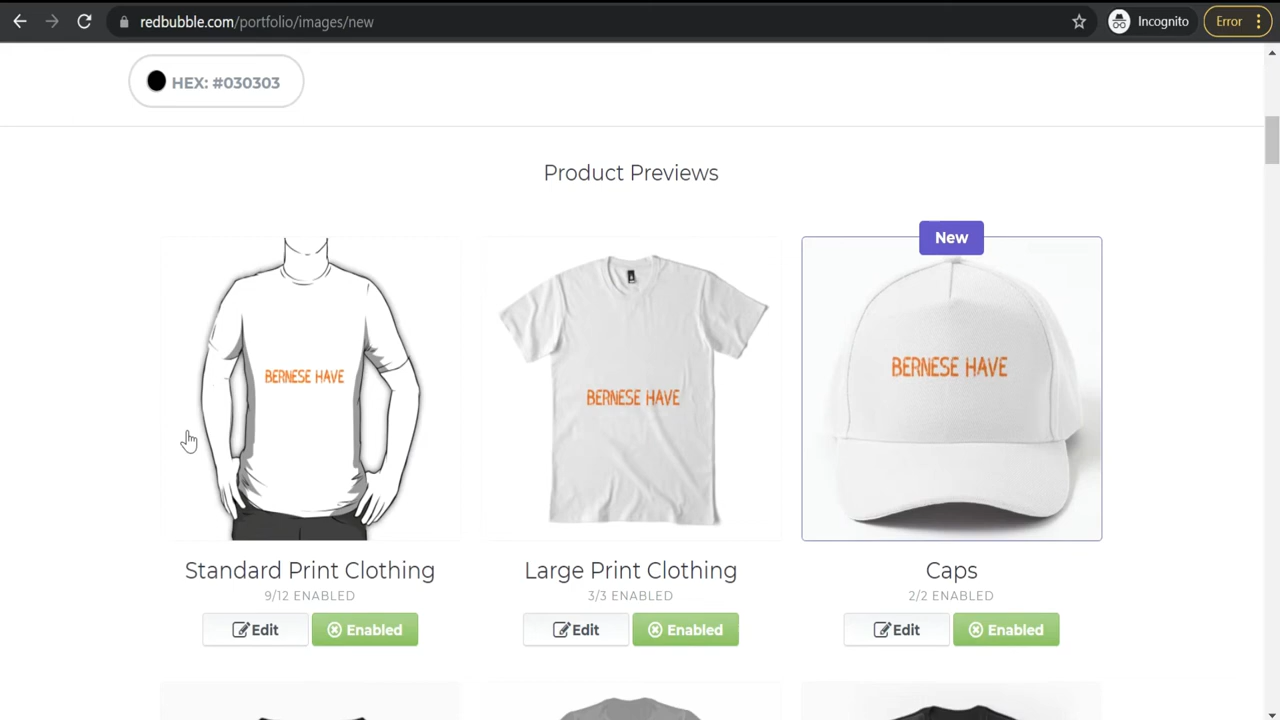 redbubble.com/portfolio/images/new
Incognito
Error
HEX: #030303
Product Previews
New
BERNESE HAVE
BERNESE HAVE
BERNESE HAVE
Standard Print Clothing
Large Print Clothing
Caps
9/12 ENABLED
3/3 ENABLED
2/2 ENABLED
Edit
Enabled
Edit
Enabled
Edit
Enabled